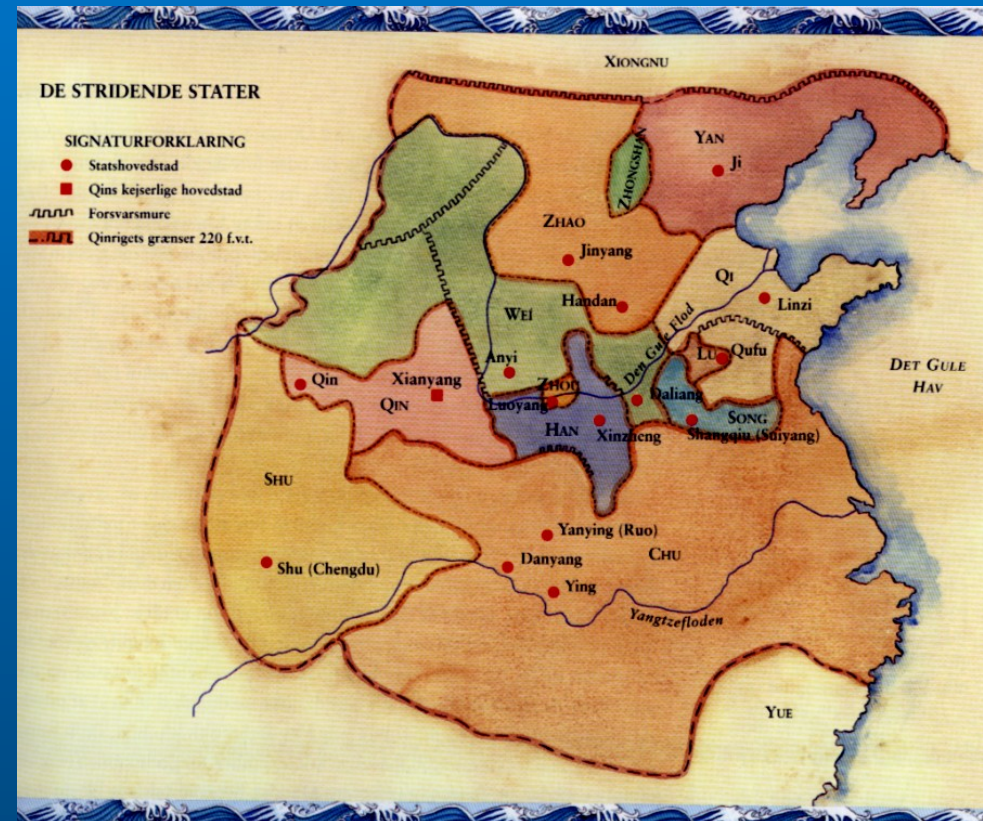 DE STRIDENDE STATER
SIGNATURFORKLARING
Statshovedstad
Qins kejserlige hovedstad
Forsvarsmure
Qinrigets grænser 220 f.v.t.
XIONGNU
YAN
Ji
ZHONGSHAN
ZHAO
Jinyang
Handan
QI
Linzi
WEI
Anyi
Den Gule Flod
LU
Qufu
DET GULE
HAV
Qin
Xianyang
QIN
ZHOU
Luoyang
HAN
Xinzheng
Daliang
SONG
Shangqiu (Suiyang)
SHU
Shu (Chengdu)
Yanying (Ruo)
CHU
Danyang
Ying
Yangtzefloden
YUE